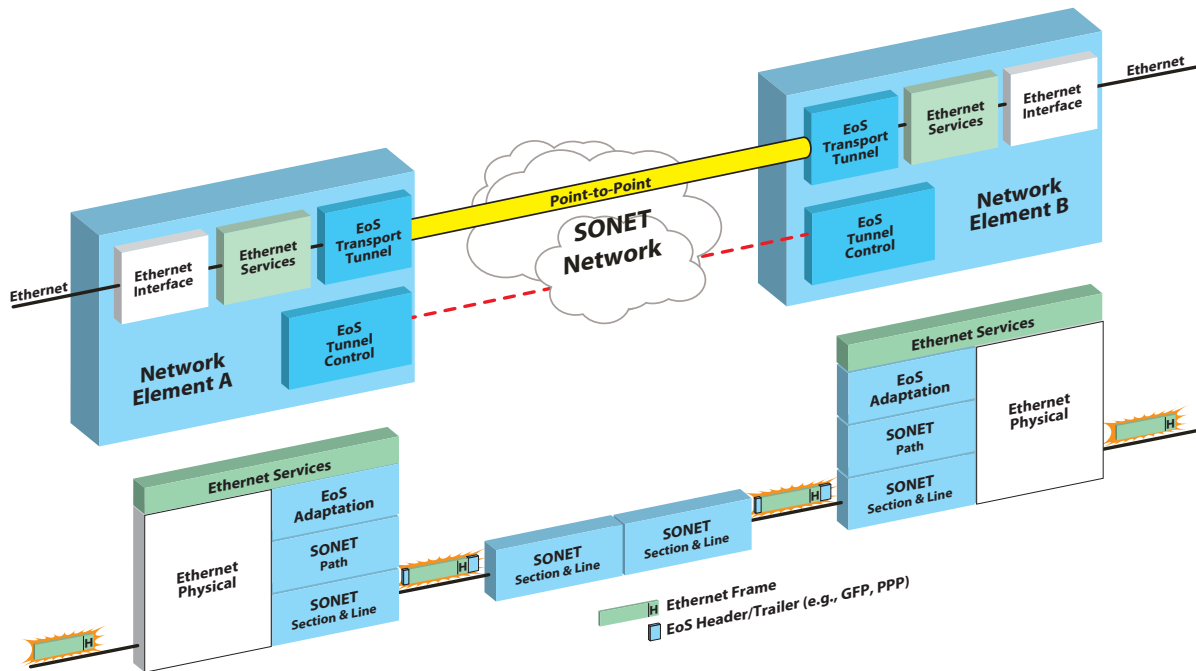 Ethernet
Ethernet
Interface
Ethernet
Services
EoS
Transport
Tunnel
EoS
Tunnel
Control
Network
Element A
Point-to-Point
SONET
Network
EoS
Transport
Tunnel
Ethernet
Services
Ethernet
Interface
Ethernet
EoS
Tunnel
Control
Network
Element B
Ethernet Services
Ethernet
Physical
EoS
Adaptation
SONET
Path
SONET
Section & Line
H
H
SONET
Section & Line
SONET
Section & Line
H
Ethernet Services
EoS
Adaptation
SONET
Path
SONET
Section & Line
Ethernet
Physical
H
H Ethernet Frame
EoS Header/Trailer (e.g., GFP, PPP)